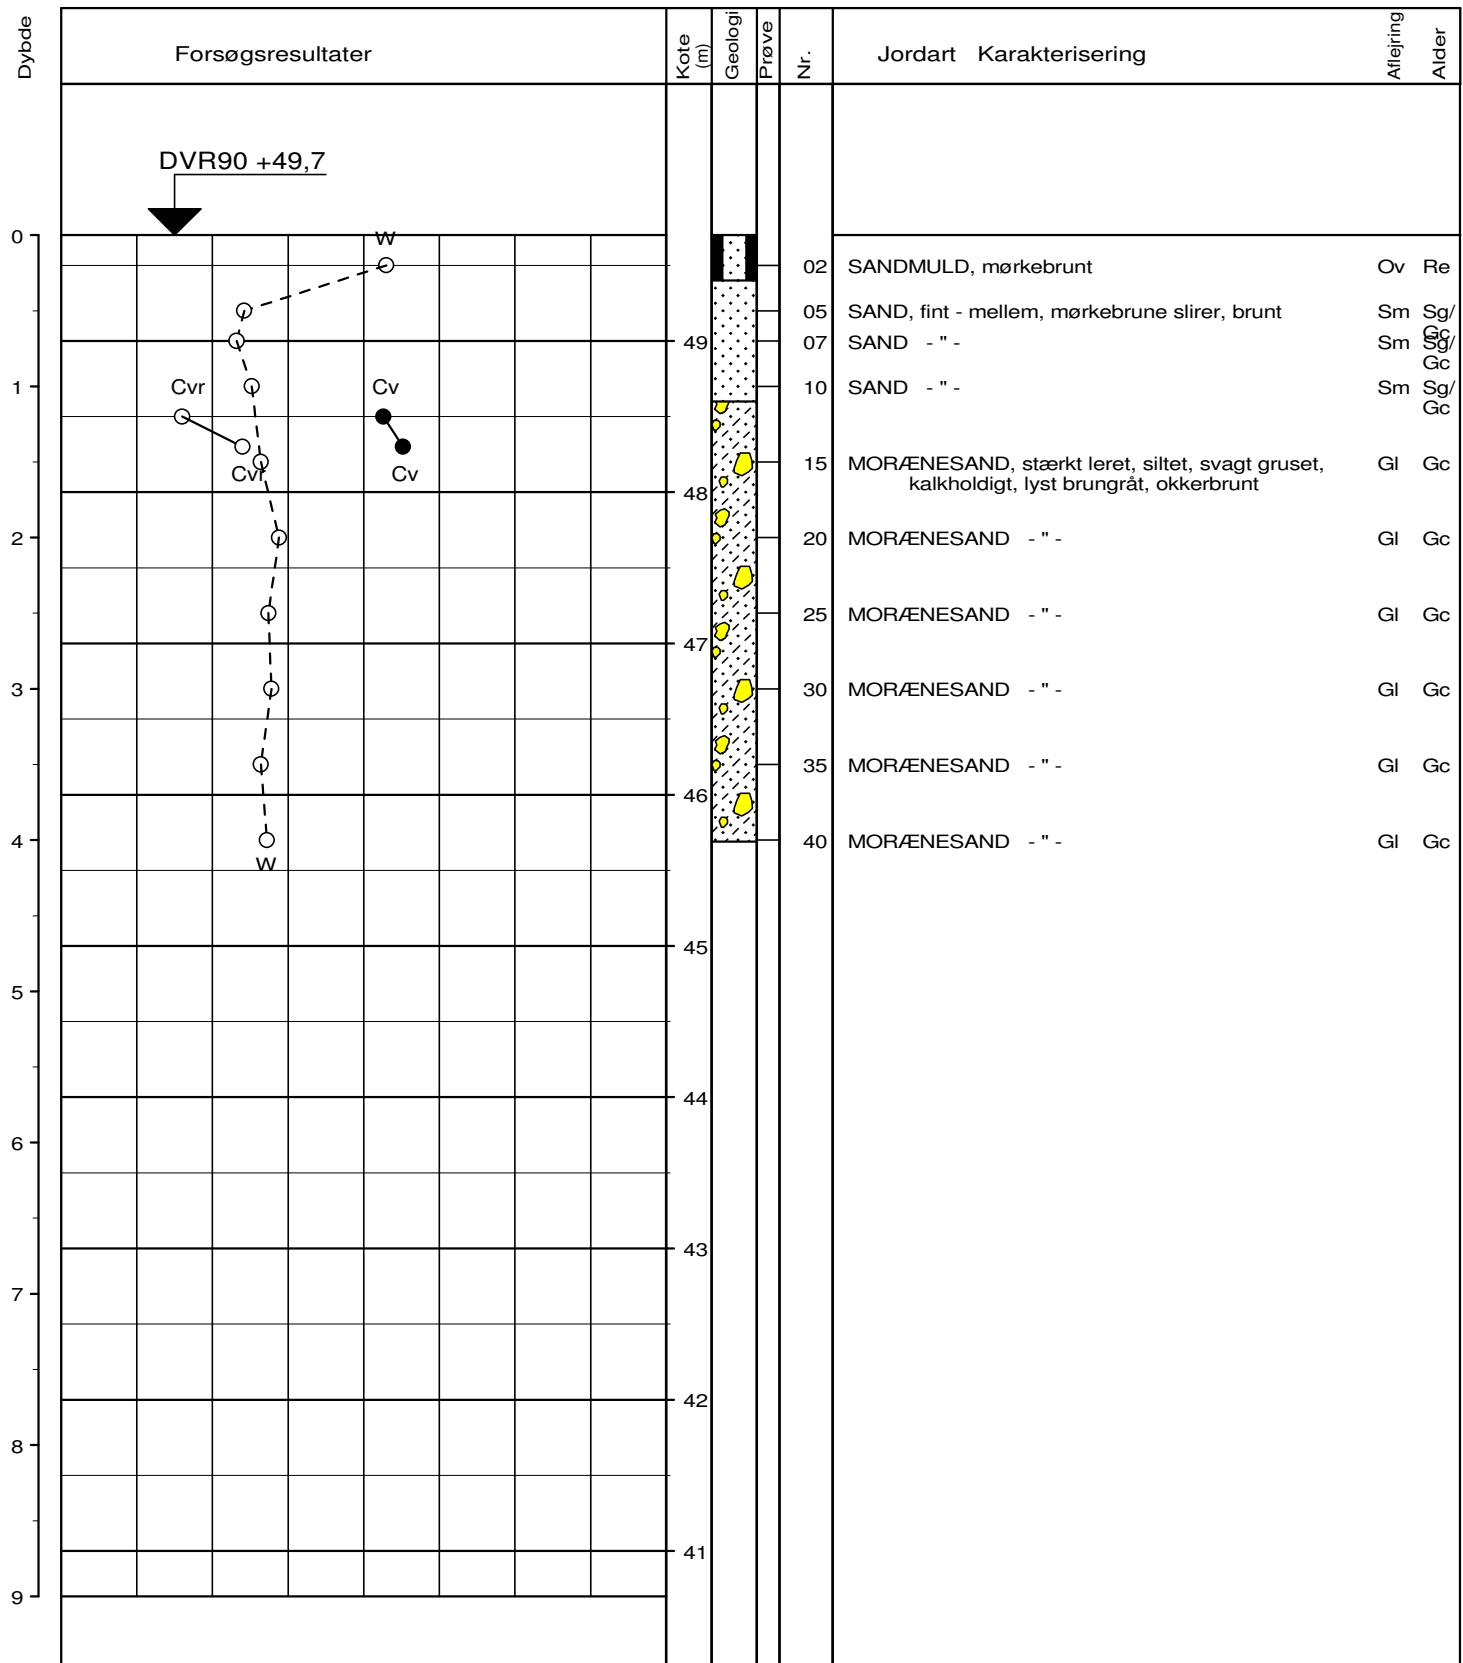 Dybde
Forsøgsresultater
Kote
(m)
Geologi
Prøve
Nr.
Jordart Karakterisering
Aflejring
Alder
DVR90 +49,7
0
W
02 SANDMULD, mørkebrunt Ov Re
05 SAND, fint - mellem, mørkebrune slirer, brunt Sm Sg/
Gc
49
07 SAND - " - Sm Sg/
Gc
1
Cvr
Cv
10 SAND - " - Sm Sg/
Gc
Cvr
Cv
15 MORÆNESAND, stærkt leret, siltet, svagt gruset, Gl Gc
kalkholdigt, lyst brungråt, okkerbrunt
48
2
20 MORÆNESAND - " - Gl Gc
25 MORÆNESAND - " - Gl Gc
47
3
30 MORÆNESAND - " - Gl Gc
35 MORÆNESAND - " - Gl Gc
46
4
40 MORÆNESAND - " - Gl Gc
W
45
5
44
6
43
7
42
8
41
9